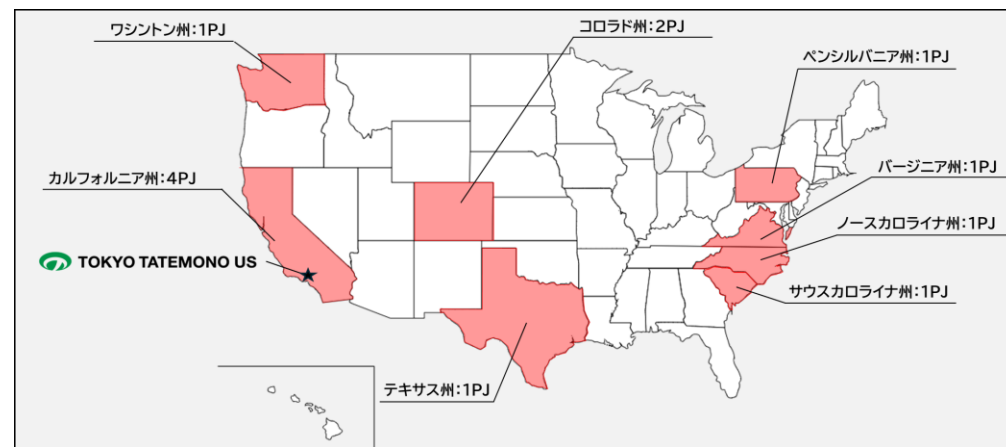 ワシントン州:1PJ
コロラド州:2PJ
ペンシルバニア州:1PJ
バージニア州:1PJ
カルフォルニア州:4PJ
ノースカロライナ州:1PJ
TOKYO TATEMONO US
サウスカロライナ州:1PJ
テキサス州:1PJ